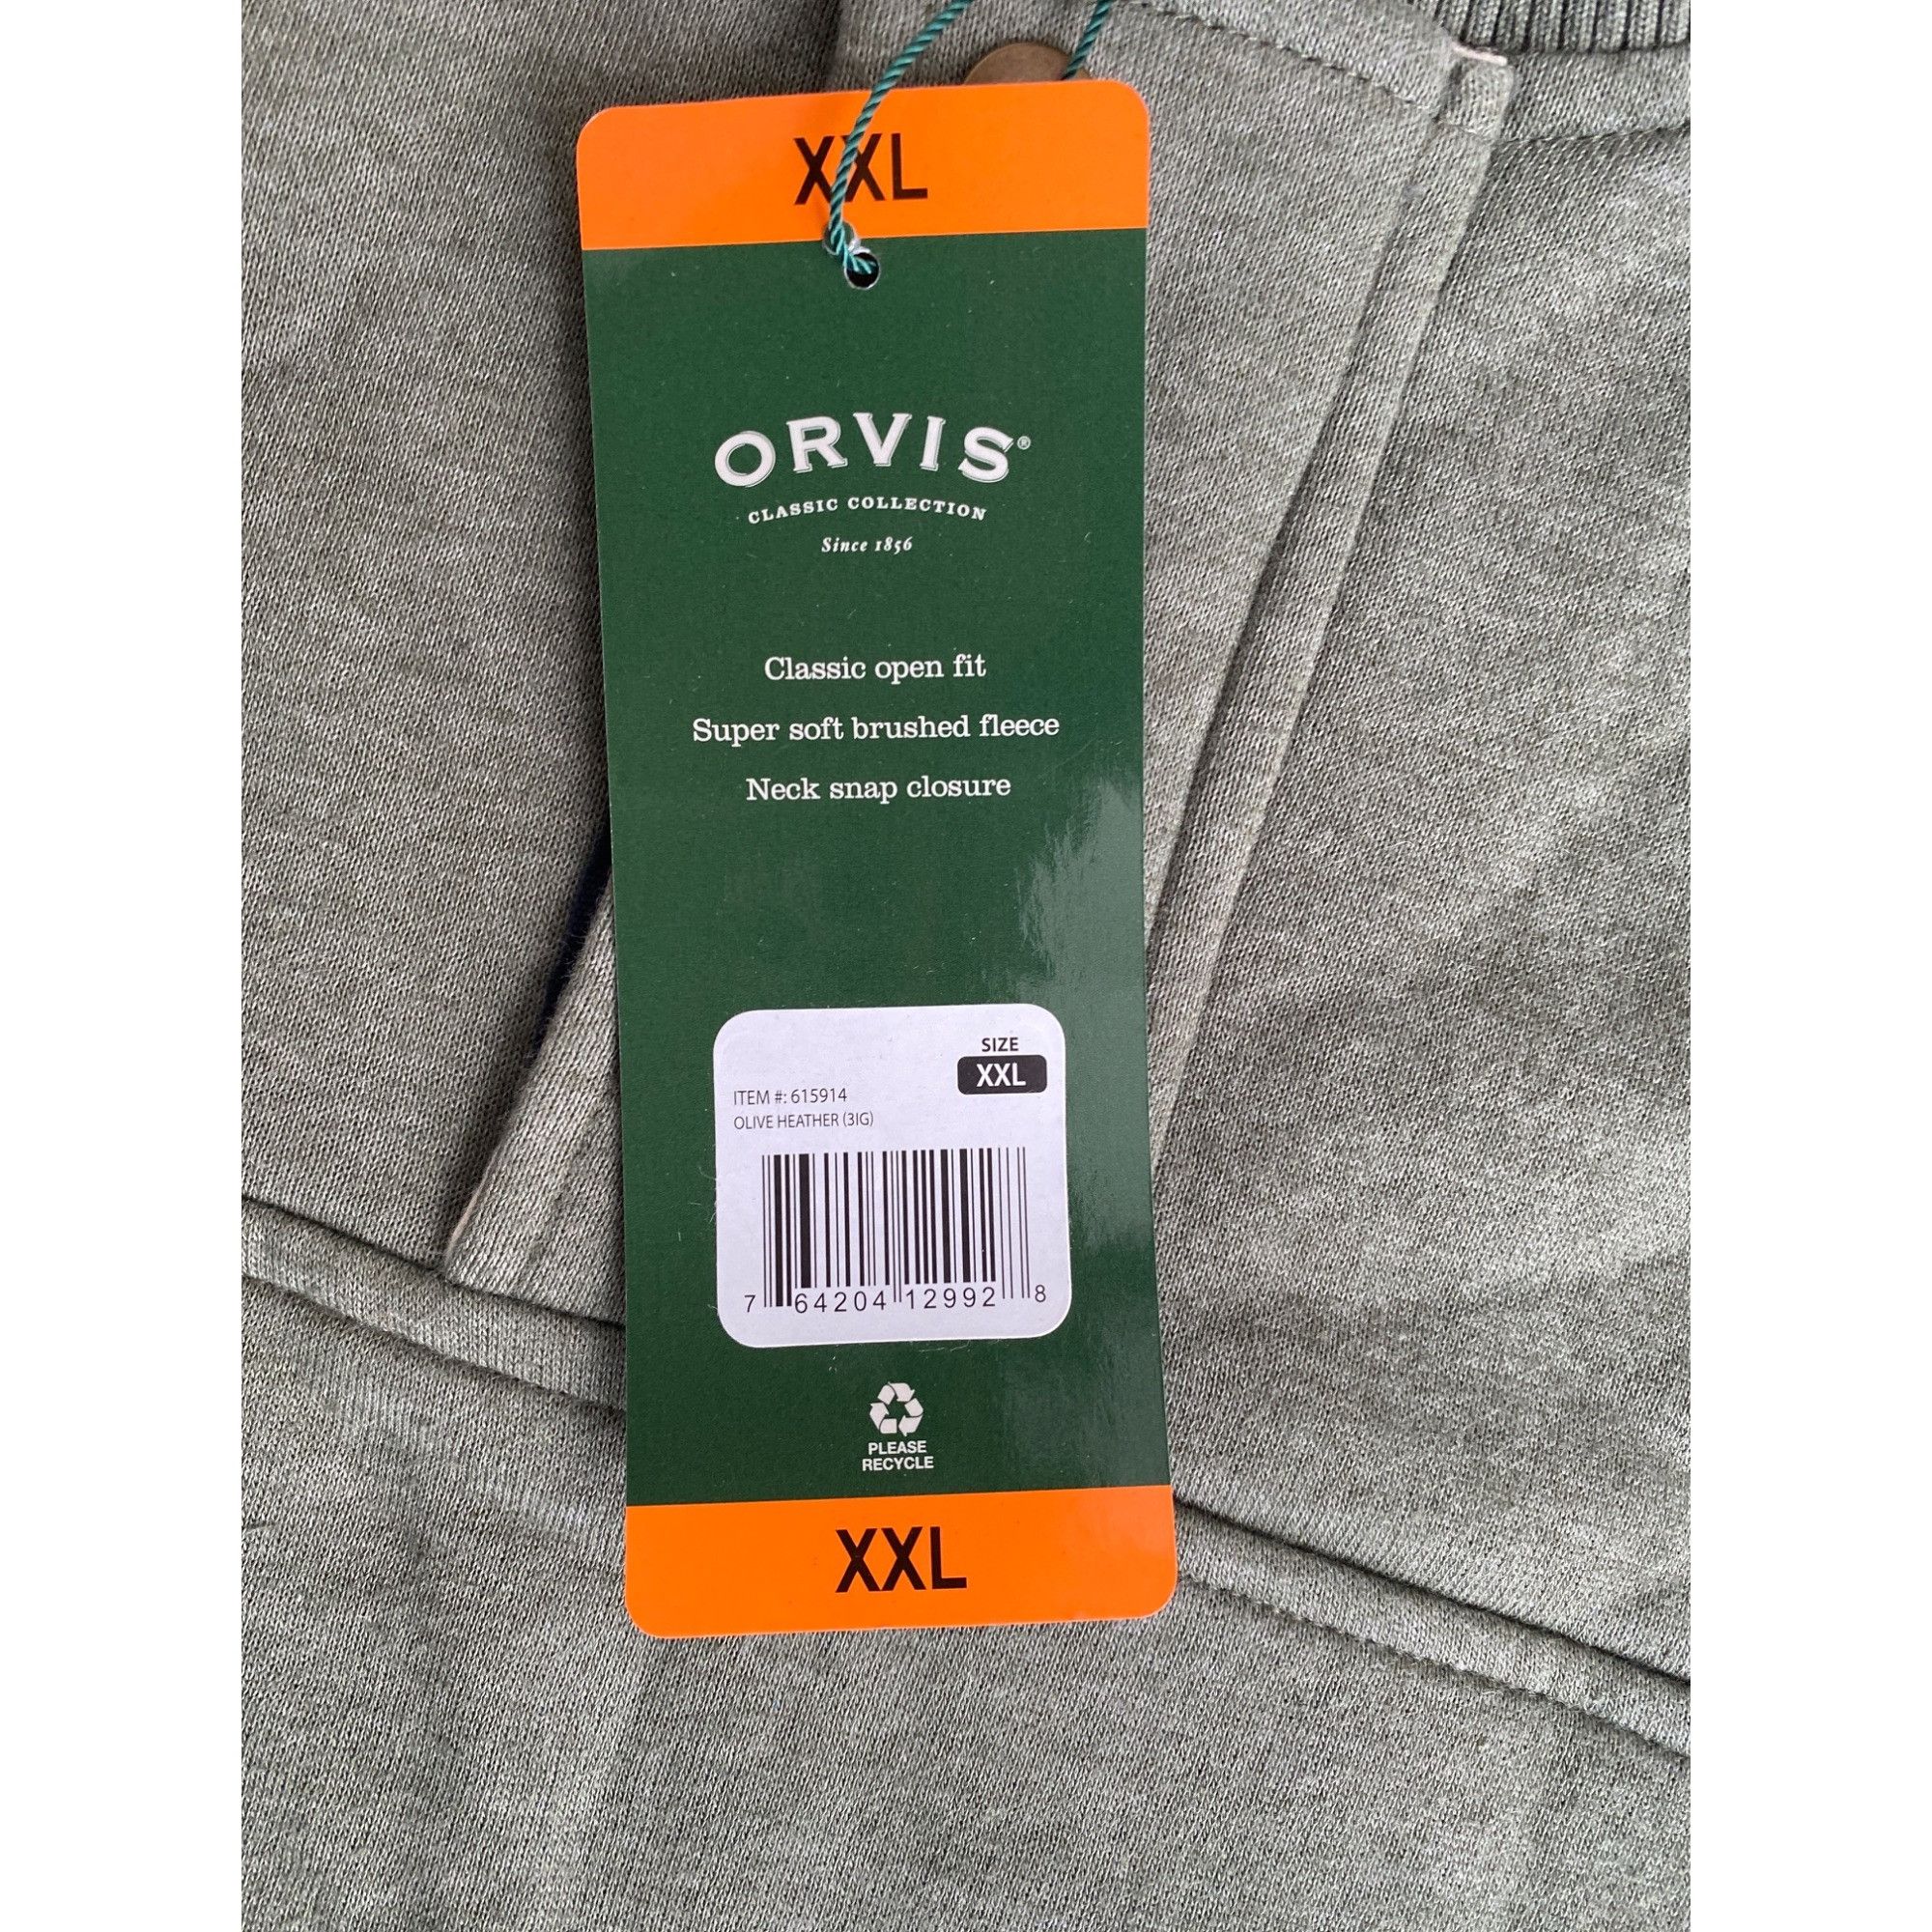 XXL
ORVIS®
CLASSIC COLLECTION
Since 1856
Classic open fit
Super soft brushed fleece
Neck snap closure
SIZE
XXL
ITEM #: 615914
OLIVE HEATHER (3IG)
7 64204 12992 8
PLEASE
RECYCLE
XXL